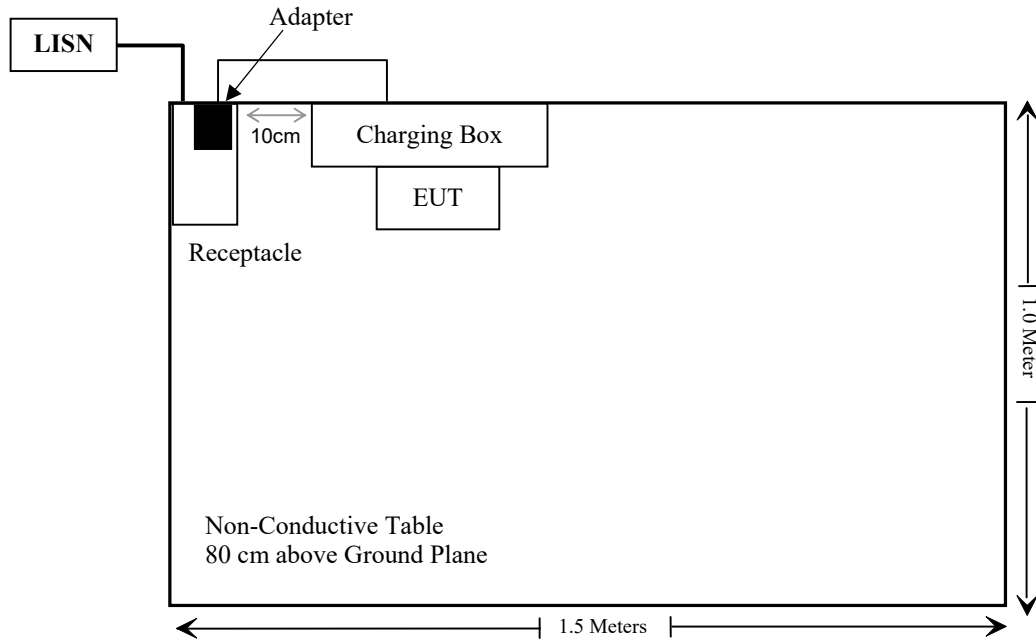 Adapter
LISN
10cm
Charging Box
EUT
Receptacle
1.0 Meter
Non-Conductive Table
80 cm above Ground Plane
1.5 Meters